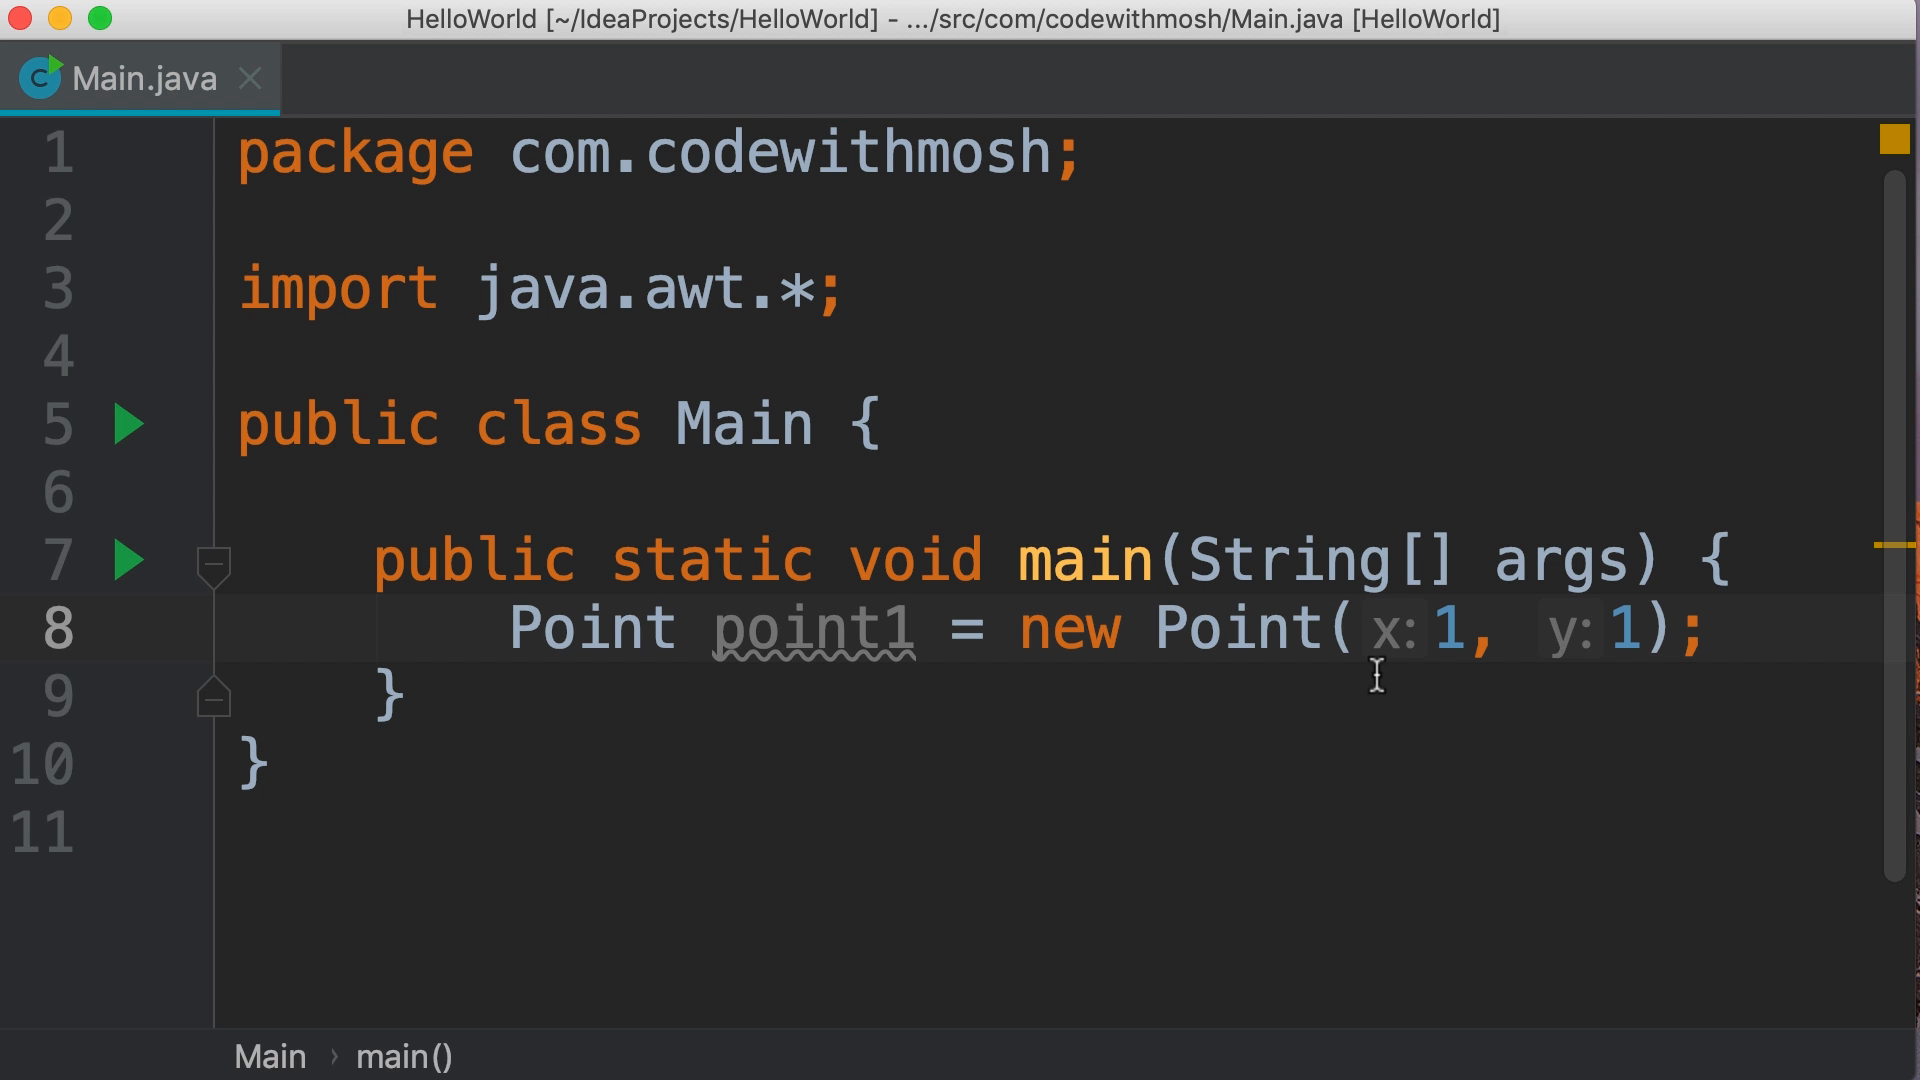 HelloWorld [~/IdeaProjects/HelloWorld] - .../src/com/codewithmosh/Main.java [HelloWorld]
C Main.java
1 package com.codewithmosh;
2
3 import java.awt.*;
4
5 public class Main {
6
7 public static void main(String[] args) {
8 Point point1 = new Point( x: 1, y: 1);
9 }
10 }
11
Main › main()